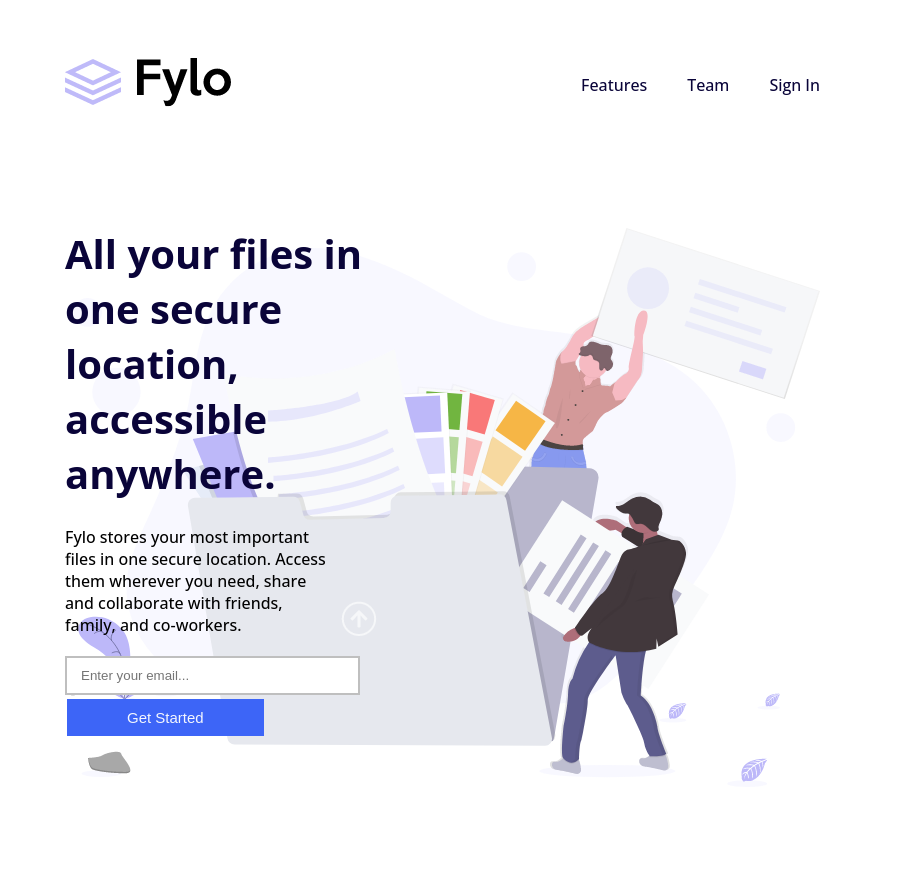 Fylo
Features
Team
Sign In
All your files in
one secure
location,
accessible
anywhere.
Fylo stores your most important
files in one secure location. Access
them wherever you need, share
and collaborate with friends,
family, and co-workers.
Enter your email...
Get Started